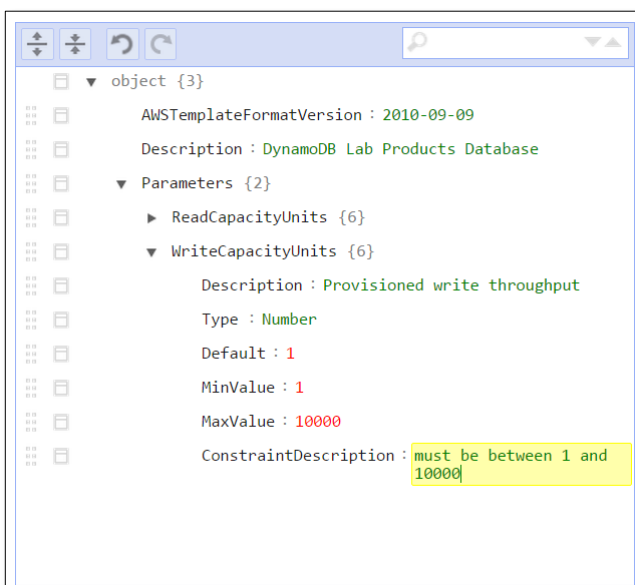 object {3}
AWSTemplateFormatVersion : 2010-09-09
Description : DynamoDB Lab Products Database
Parameters {2}
ReadCapacityUnits {6}
WriteCapacityUnits {6}
Description : Provisioned write throughput
Type : Number
Default : 1
MinValue : 1
MaxValue : 10000
ConstraintDescription : must be between 1 and
10000